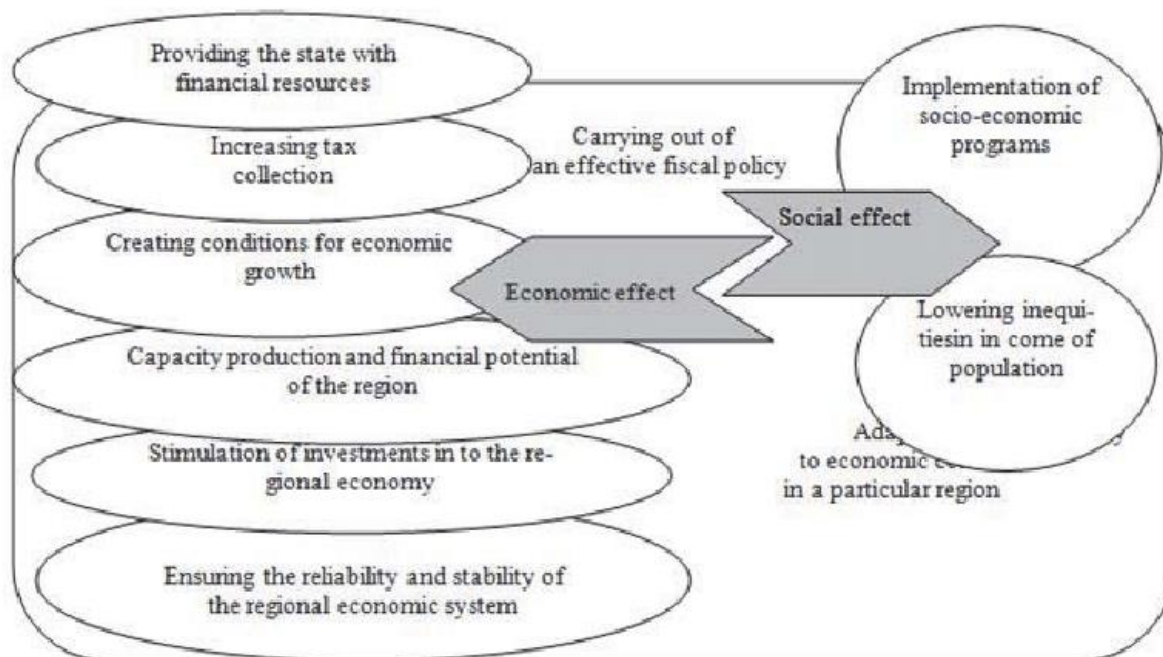 Providing the state with
financial resources
Increasing tax
collection
Creating conditions for economic
growth
Capacity production and financial potential
of the region
Stimulation of investments in to the re-
gional economy
Ensuring the reliability and stability of
the regional economic system
Carrying out of
an effective fiscal policy
Economic effect
Social effect
Implementation of
socio-economic
programs
Lowering inequi-
tiesin in come of
population
to economic
in a particular region